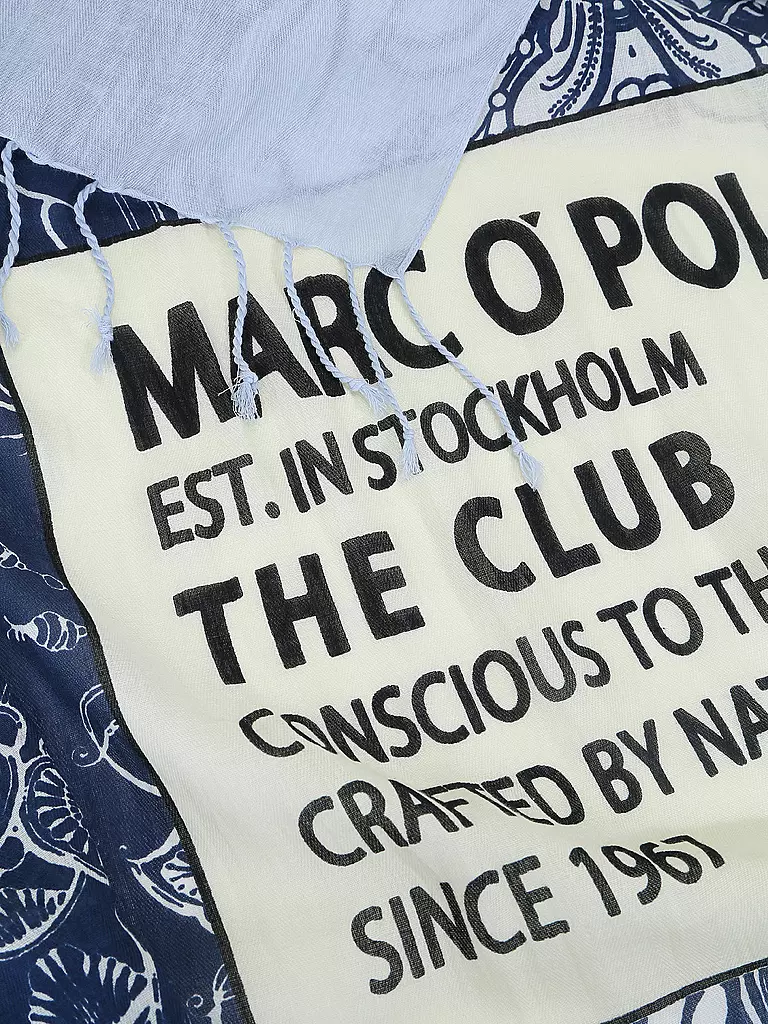 MARC O'POL
EST. IN STOCKHOLM
THE CLUB
CONSCIOUS TO TH
CRAFTED BY NAT
SINCE 1967